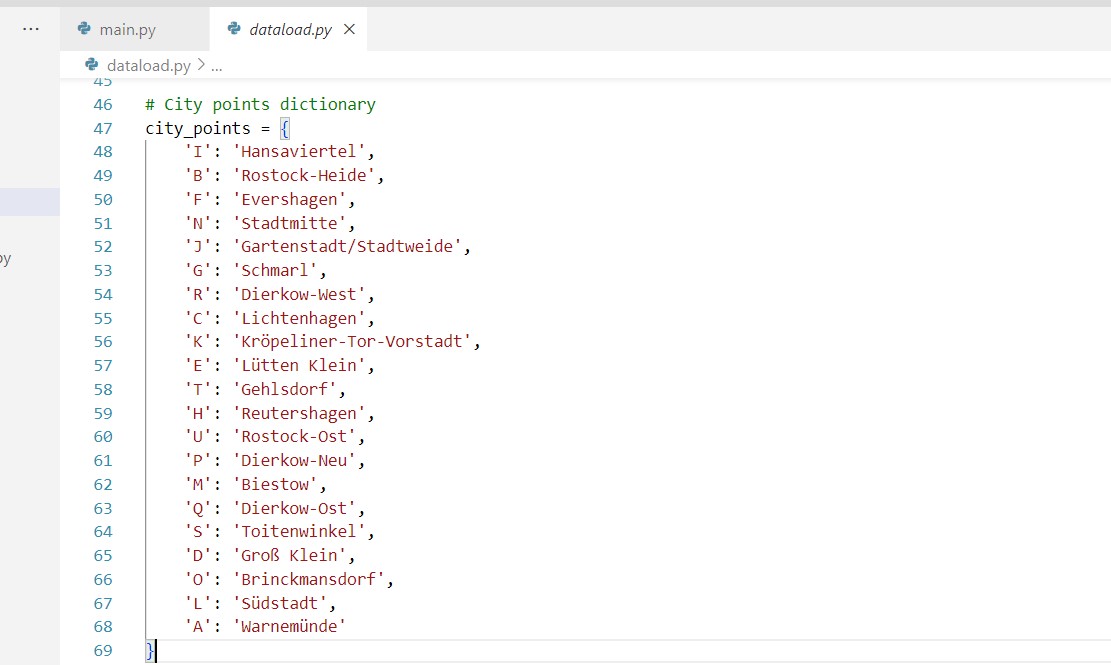 ... main.py dataload.py ×
dataload.py > ...
45
46 # City points dictionary
47 city_points = {
48 'I': 'Hansaviertel',
49 'B': 'Rostock-Heide',
50 'F': 'Evershagen',
51 'N': 'Stadtmitte',
52 'J': 'Gartenstadt/Stadtweide',
53 'G': 'Schmarl',
54 'R': 'Dierkow-West',
55 'C': 'Lichtenhagen',
56 'K': 'Kröpeliner-Tor-Vorstadt',
py
57 'E': 'Lütten Klein',
58 'T': 'Gehlsdorf',
59 'H': 'Reutershagen',
60 'U': 'Rostock-Ost',
61 'P': 'Dierkow-Neu',
62 'M': 'Biestow',
63 'Q': 'Dierkow-Ost',
64 'S': 'Toitenwinkel',
65 'D': 'Groß Klein',
66 'O': 'Brinckmansdorf',
67 'L': 'Südstadt',
68 'A': 'Warnemünde'
69 }